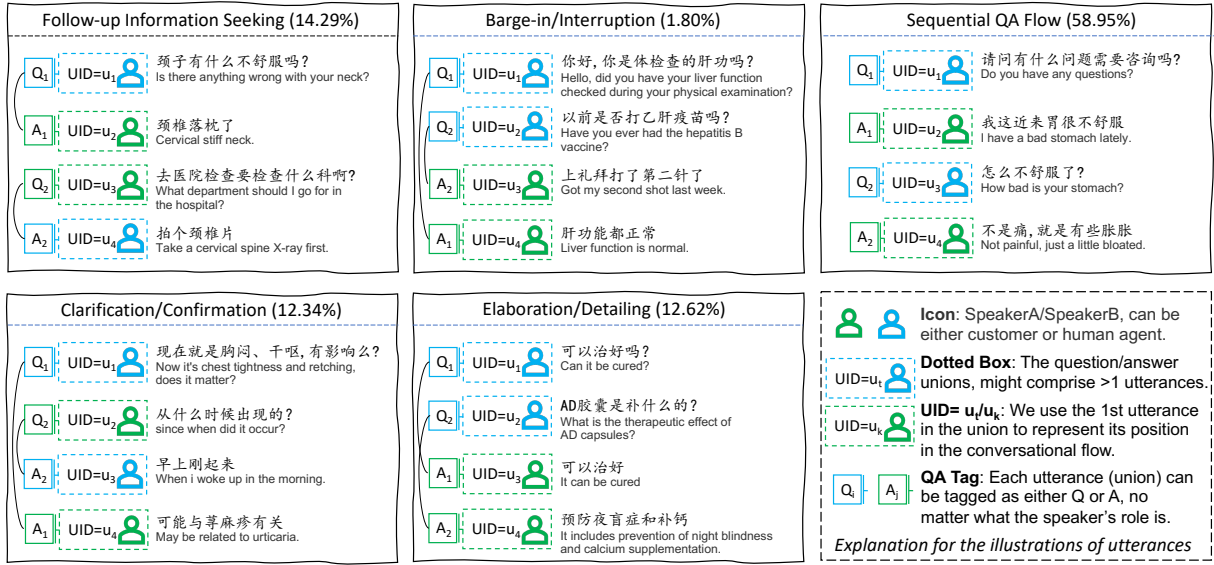 Follow-up Information Seeking (14.29%)
Q1
UID=u1
颈子有什么不舒服吗?
Is there anything wrong with your neck?
A1
UID=u2
颈椎落枕了
Cervical stiff neck.
Q2
UID=u3
去医院检查要检查什么科啊?
What department should I go for in
the hospital?
A2
UID=u4
拍个颈椎片
Take a cervical spine X-ray first.
Barge-in/Interruption (1.80%)
Q1
UID=u1
你好,你是体检查的肝功吗?
Hello, did you have your liver function
checked during your physical examination?
Q2
UID=u2
以前是否打乙肝疫苗吗?
Have you ever had the hepatitis B
vaccine?
A2
UID=u3
上礼拜打了第二针了
Got my second shot last week.
A1
UID=u4
肝功能都正常
Liver function is normal.
Sequential QA Flow (58.95%)
Q1
UID=u1
请问有什么问题需要咨询吗?
Do you have any questions?
A1
UID=u2
我这近来胃很不舒服
I have a bad stomach lately.
Q2
UID=u3
怎么不舒服了?
How bad is your stomach?
A2
UID=u4
不是痛,就是有些胀胀
Not painful, just a little bloated.
Clarification/Confirmation (12.34%)
Q1
UID=u1
现在就是胸闷、干呕,有影响么?
Now it's chest tightness and retching,
does it matter?
Q2
UID=u2
从什么时候出现的?
since when did it occur?
A2
UID=u3
早上刚起来
When i woke up in the morning.
A1
UID=u4
可能与荨麻疹有关
May be related to urticaria.
Elaboration/Detailing (12.62%)
Q1
UID=u1
可以治好吗?
Can it be cured?
Q2
UID=u2
AD胶囊是补什么的?
What is the therapeutic effect of
AD capsules?
A1
UID=u3
可以治好
It can be cured
A2
UID=u4
预防夜盲症和补钙
It includes prevention of night blindness
and calcium supplementation.
Icon: SpeakerA/SpeakerB, can be
either customer or human agent.
UID=ut
Dotted Box: The question/answer
unions, might comprise >1 utterances.
UID=uk
UID= ut/uk: We use the 1st utterance
in the union to represent its position
in the conversational flow.
Qi
Aj
QA Tag: Each utterance (union) can
be tagged as either Q or A, no
matter what the speaker's role is.
Explanation for the illustrations of utterances